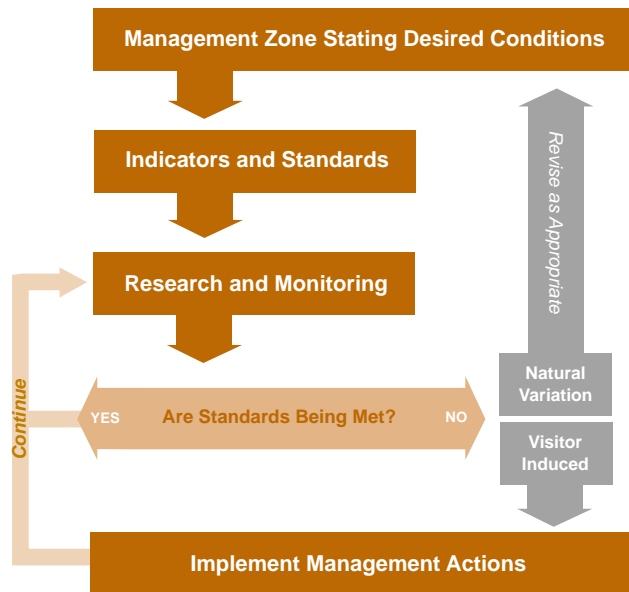 Management Zone Stating Desired Conditions
Indicators and Standards
Revise as Appropriate
Research and Monitoring
Continue
YES
Are Standards Being Met?
NO
Natural
Variation
Visitor
Induced
Implement Management Actions